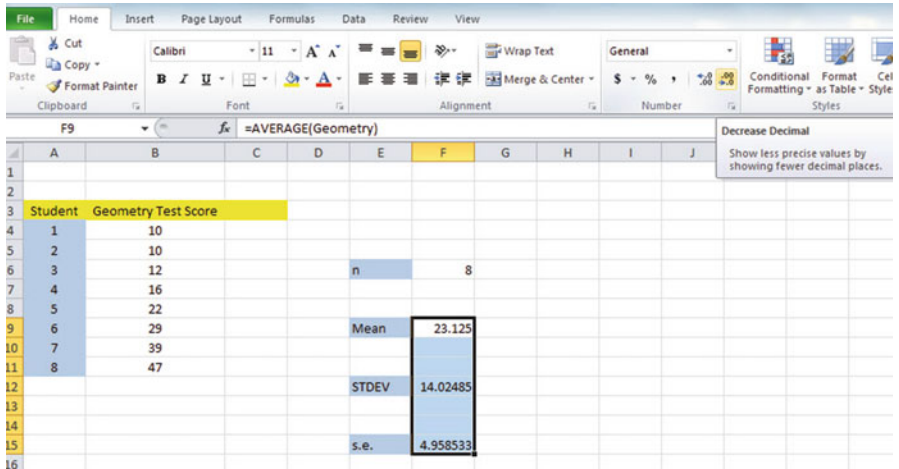 File Home Insert Page Layout Formulas Data Review View
Cut
Copy
Format Painter
Paste
Clipboard
Calibri 11 A A
B I U A
Font
Wrap Text
Merge & Center
Alignment
General
$ % ,
Number
Conditional Formatting
Format as Table
Styles
F9 fx =AVERAGE(Geometry)
Decrease Decimal
Show less precise values by
showing fewer decimal places.
A B C D E F G H I J
1
2
3 Student Geometry Test Score
4 1 10
5 2 10
6 3 12 n 8
7 4 16
8 5 22
9 6 29 Mean 23.125
10 7 39
11 8 47
12 STDEV 14.02485
13
14
15 s.e. 4.958533
16